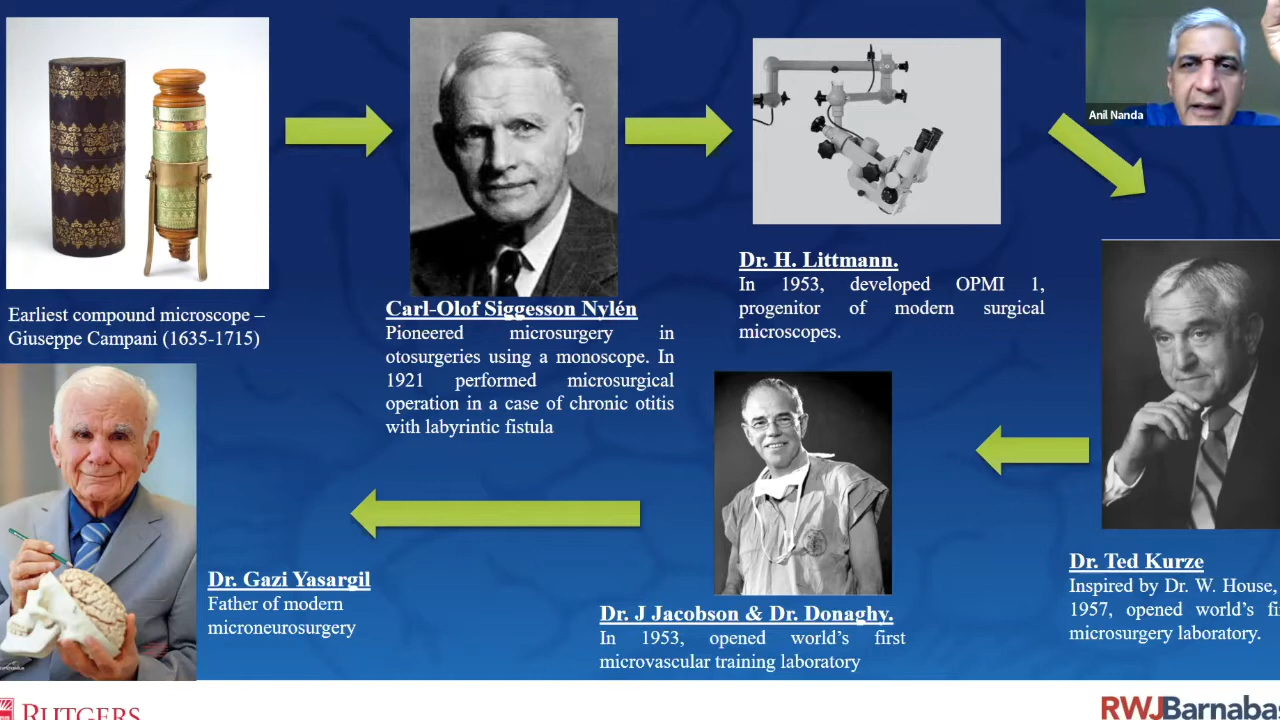 Anil Nanda
Earliest compound microscope –
Giuseppe Campani (1635-1715)
Carl-Olof Siggesson Nylén
Pioneered microsurgery in
otosurgeries using a monoscope. In
1921 performed microsurgical
operation in a case of chronic otitis
with labyrintic fistula
Dr. H. Littmann.
In 1953, developed OPMI 1,
progenitor of modern surgical
microscopes.
Dr. Ted Kurze
Inspired by Dr. W. House,
1957, opened world’s fi
microsurgery laboratory.
Dr. J Jacobson & Dr. Donaghy.
In 1953, opened world’s first
microvascular training laboratory
Dr. Gazi Yasargil
Father of modern
microneurosurgery
RUTGERS
RWJBarnabas